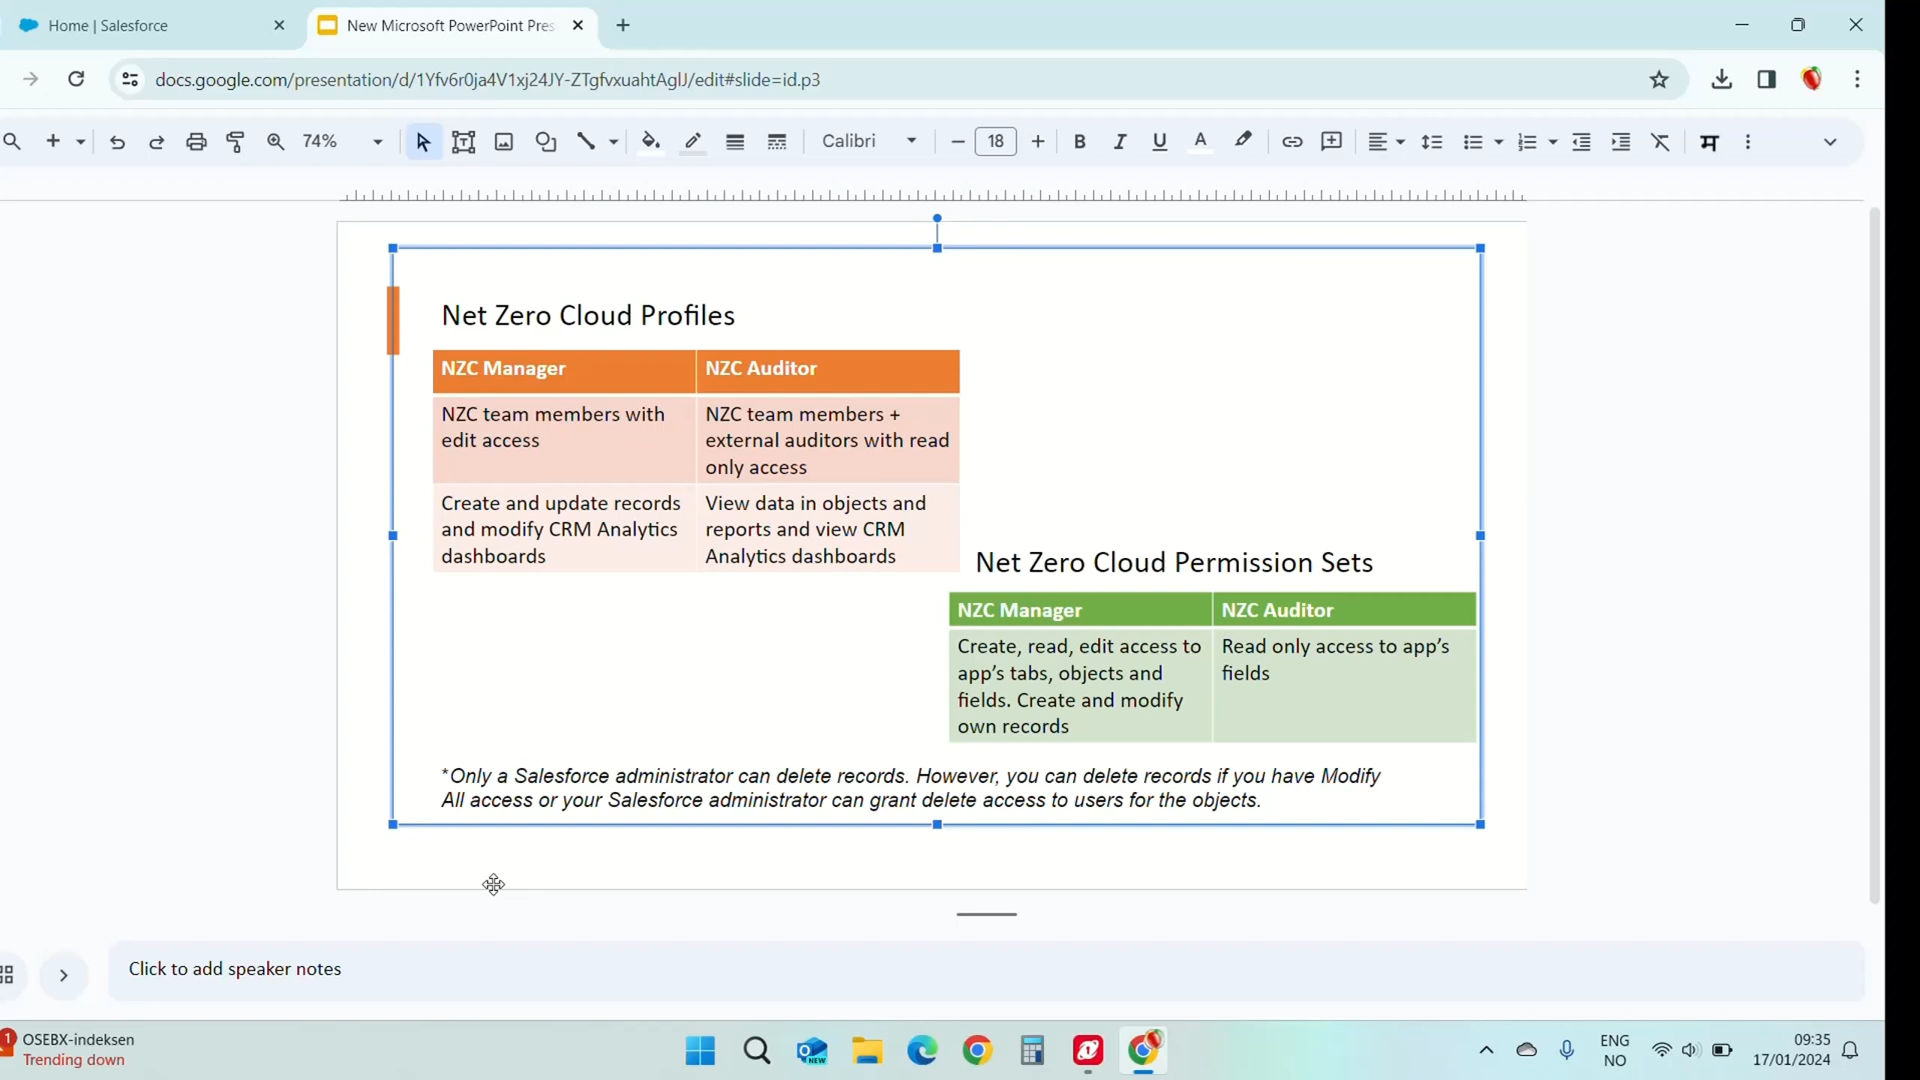 Home | Salesforce
New Microsoft PowerPoint Pres
docs.google.com/presentation/d/1Yfv6r0ja4V1xj24JY-ZTgfvxuahtAglJ/edit#slide=id.p3
74%
Calibri
18
B I U A
Net Zero Cloud Profiles
NZC Manager
NZC Auditor
NZC team members with
edit access
NZC team members +
external auditors with read
only access
Create and update records
and modify CRM Analytics
dashboards
View data in objects and
reports and view CRM
Analytics dashboards
Net Zero Cloud Permission Sets
NZC Manager
NZC Auditor
Create, read, edit access to
app’s tabs, objects and
fields. Create and modify
own records
Read only access to app’s
fields
*Only a Salesforce administrator can delete records. However, you can delete records if you have Modify
All access or your Salesforce administrator can grant delete access to users for the objects.
Click to add speaker notes
1
OSEBX-indeksen
Trending down
NEW
ENG
NO
09:35
17/01/2024